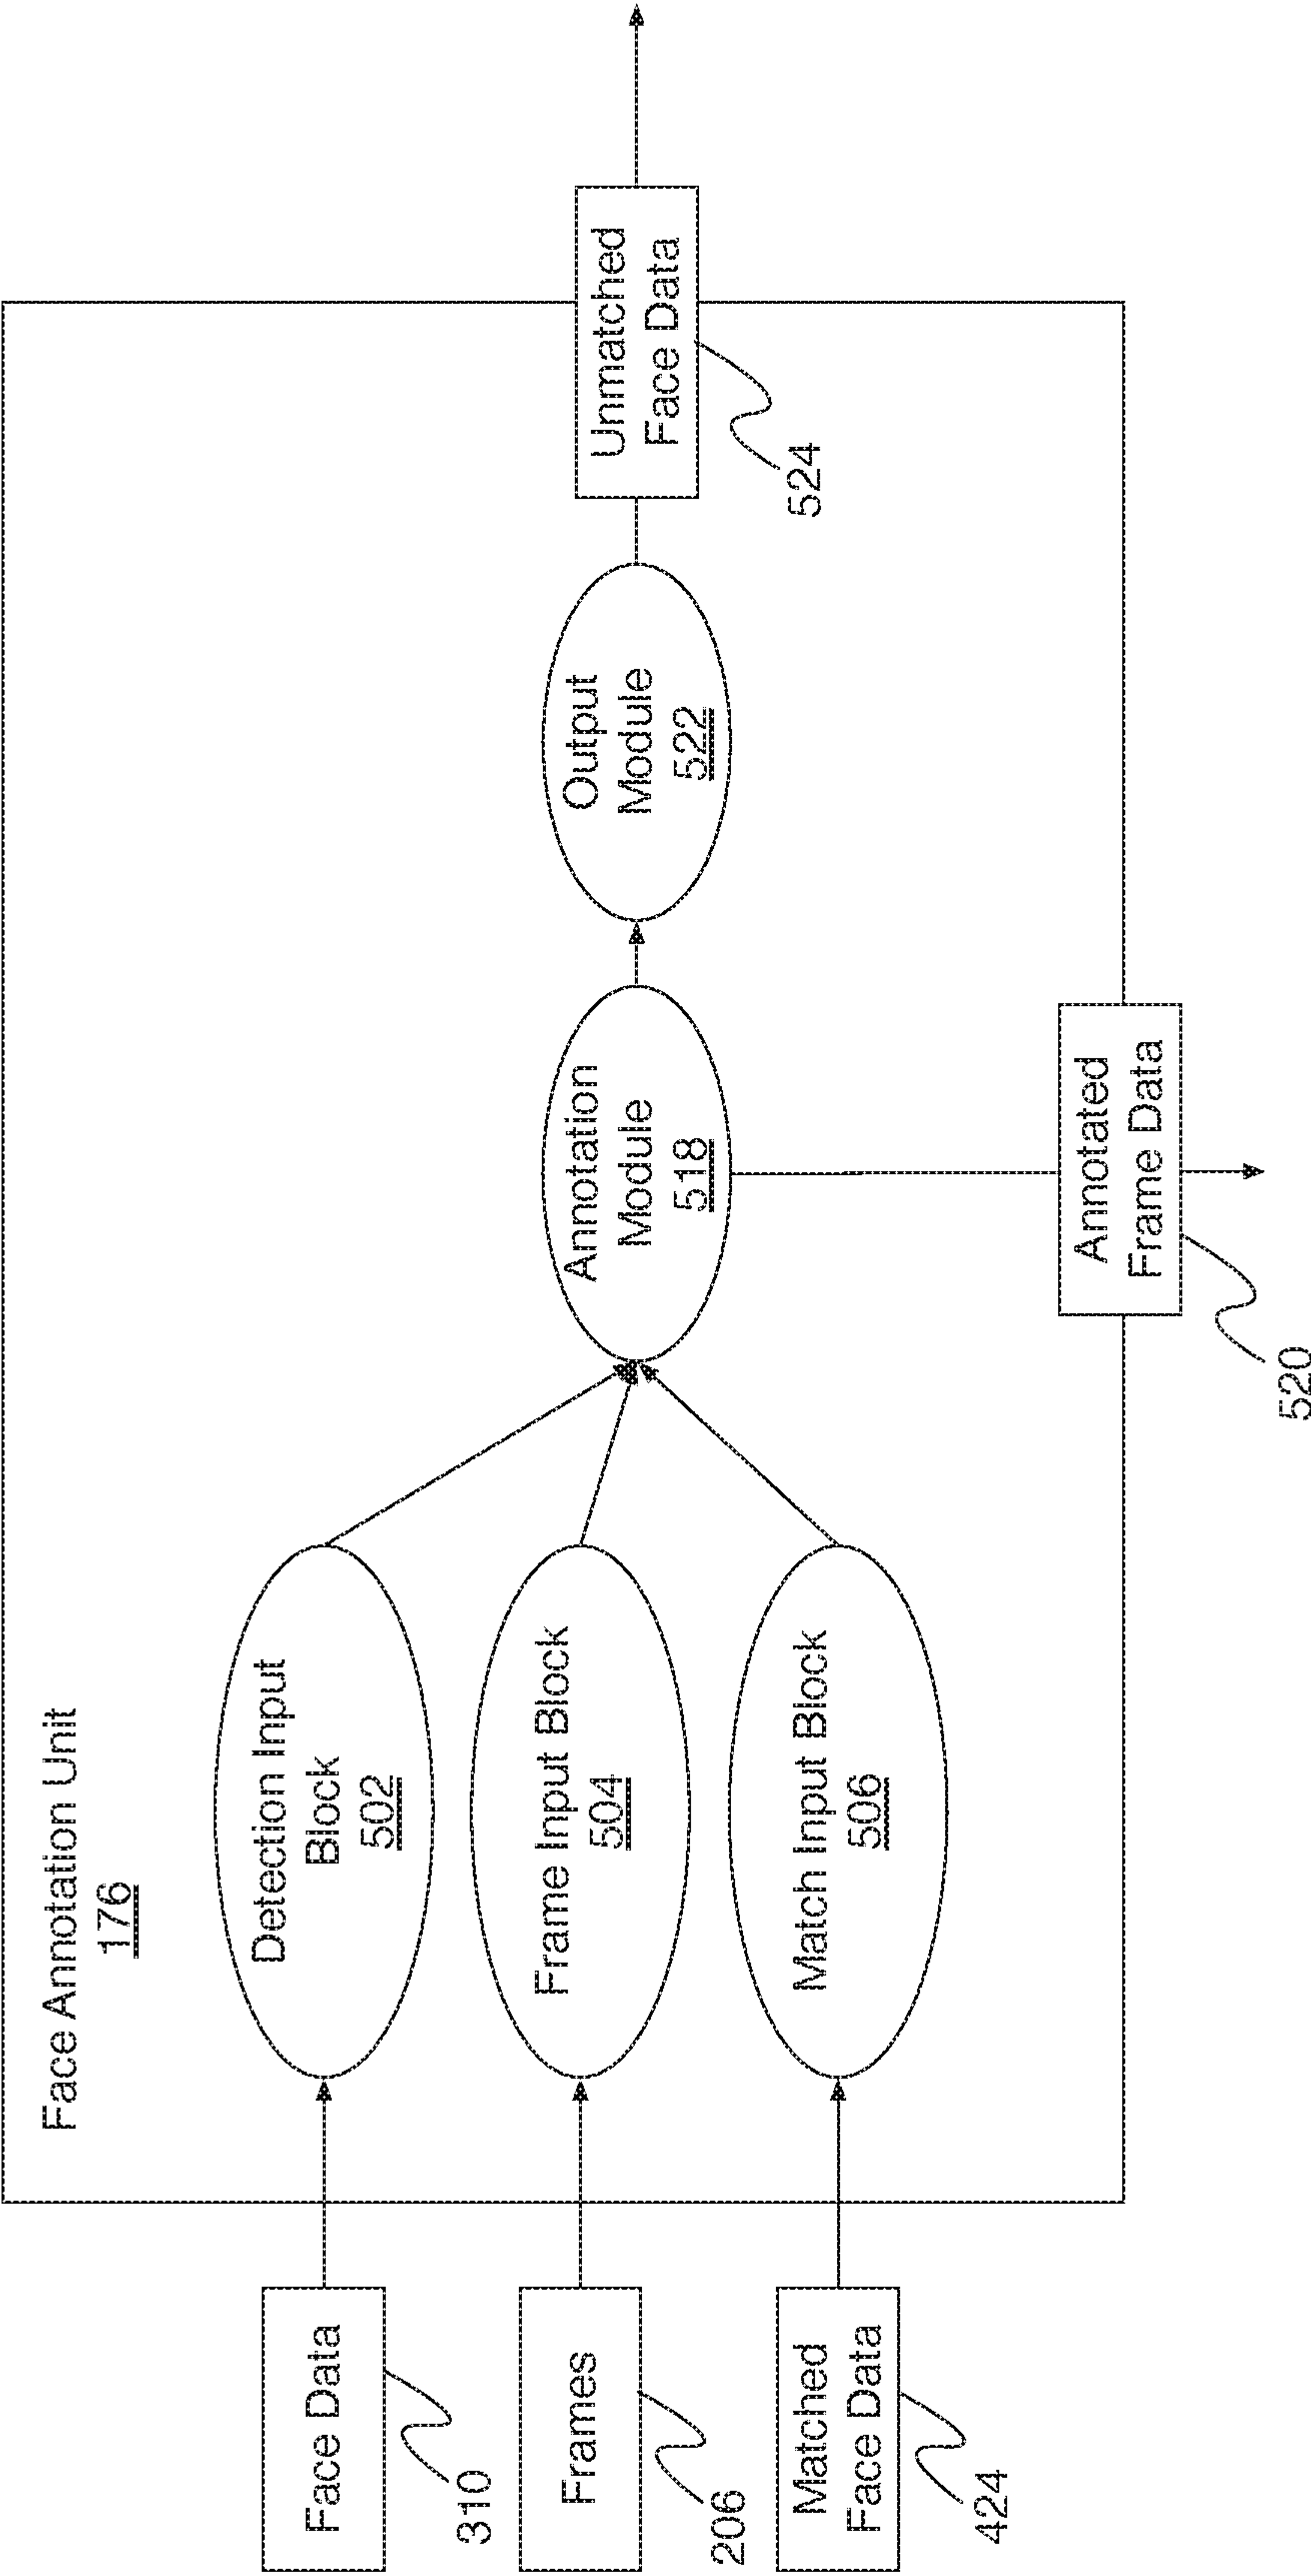 Face Annotation Unit
176
Face Data
310
Frames
206
Matched
Face Data
424
Detection Input
Block
502
Frame Input Block
504
Match Input Block
506
Annotation
Module
518
Annotated
Frame Data
520
Output
Module
522
Unmatched
Face Data
524